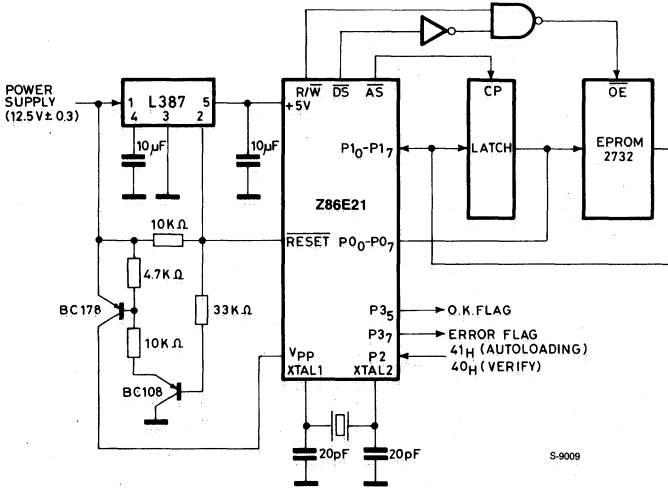 R/W DS AS
+5V
CP
OE
POWER
SUPPLY
(12.5V± 0.3)
1 L387 5
4 3 2
10µF
10µF
P1₀-P1₇
LATCH
EPROM
2732
Z86E21
10KΩ
RESET
P0₀-P0₇
4.7KΩ
BC178
33KΩ
P3₅
O.K.FLAG
10KΩ
P3₇
ERROR FLAG
VPP
P2
41H (AUTOLOADING)
40H (VERIFY)
XTAL1 XTAL2
BC108
20pF
20pF
S-9009